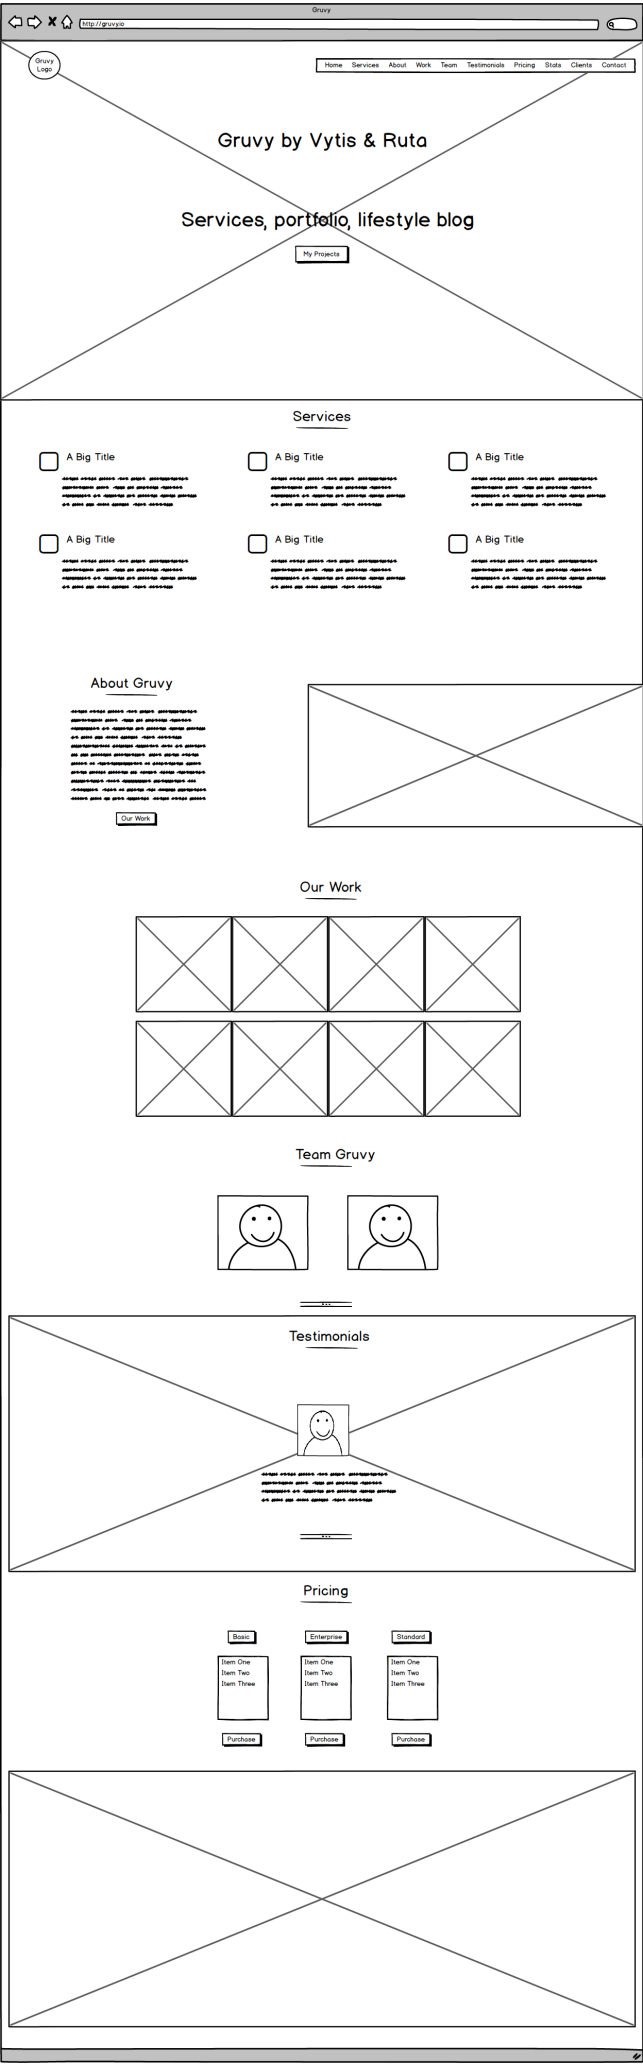 Gruvy
http://gruvy.io
Gruvy
Logo
Home Services About Work Team Testimonials Pricing Stats Clients Contact
Gruvy by Vytis & Ruta
Services, portfolio, lifestyle blog
My Projects
Services
A Big Title A Big Title A Big Title
A Big Title A Big Title A Big Title
About Gruvy
Our Work
Our Work
Team Gruvy
Testimonials
Pricing
Basic Enterprise Standard
Item One Item One Item One
Item Two Item Two Item Two
Item Three Item Three Item Three
Purchase Purchase Purchase